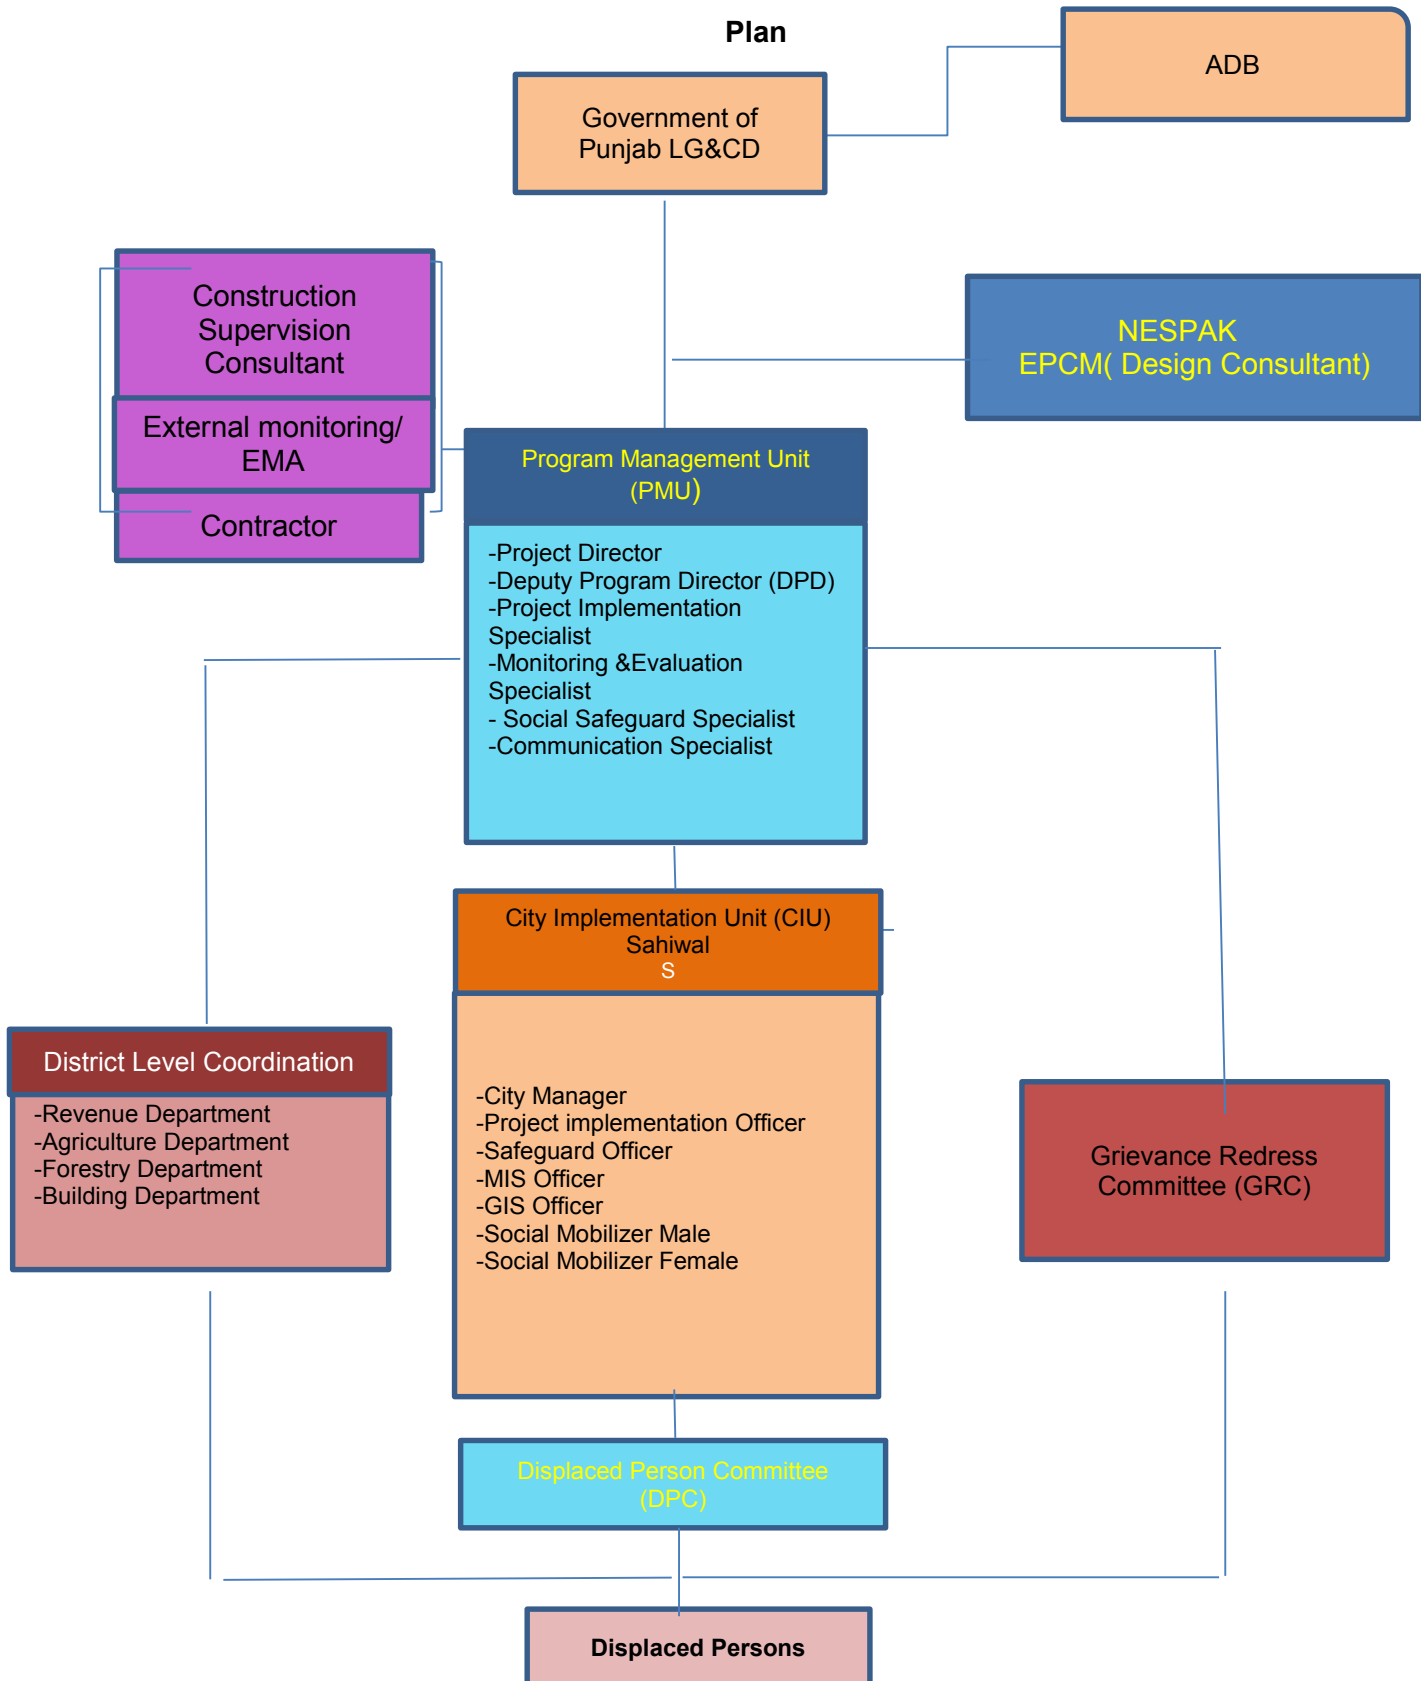 Plan
ADB
Government of
Punjab LG&CD
Construction
Supervision
Consultant
NESPAK
EPCM( Design Consultant)
External monitoring/
EMA
Contractor
Program Management Unit
(PMU)
-Project Director
-Deputy Program Director (DPD)
-Project Implementation
Specialist
-Monitoring &Evaluation
Specialist
- Social Safeguard Specialist
-Communication Specialist
City Implementation Unit (CIU)
Sahiwal
S
District Level Coordination
-Revenue Department
-Agriculture Department
-Forestry Department
-Building Department
-City Manager
-Project implementation Officer
-Safeguard Officer
-MIS Officer
-GIS Officer
-Social Mobilizer Male
-Social Mobilizer Female
Grievance Redress
Committee (GRC)
Displaced Person Committee
(DPC)
Displaced Persons